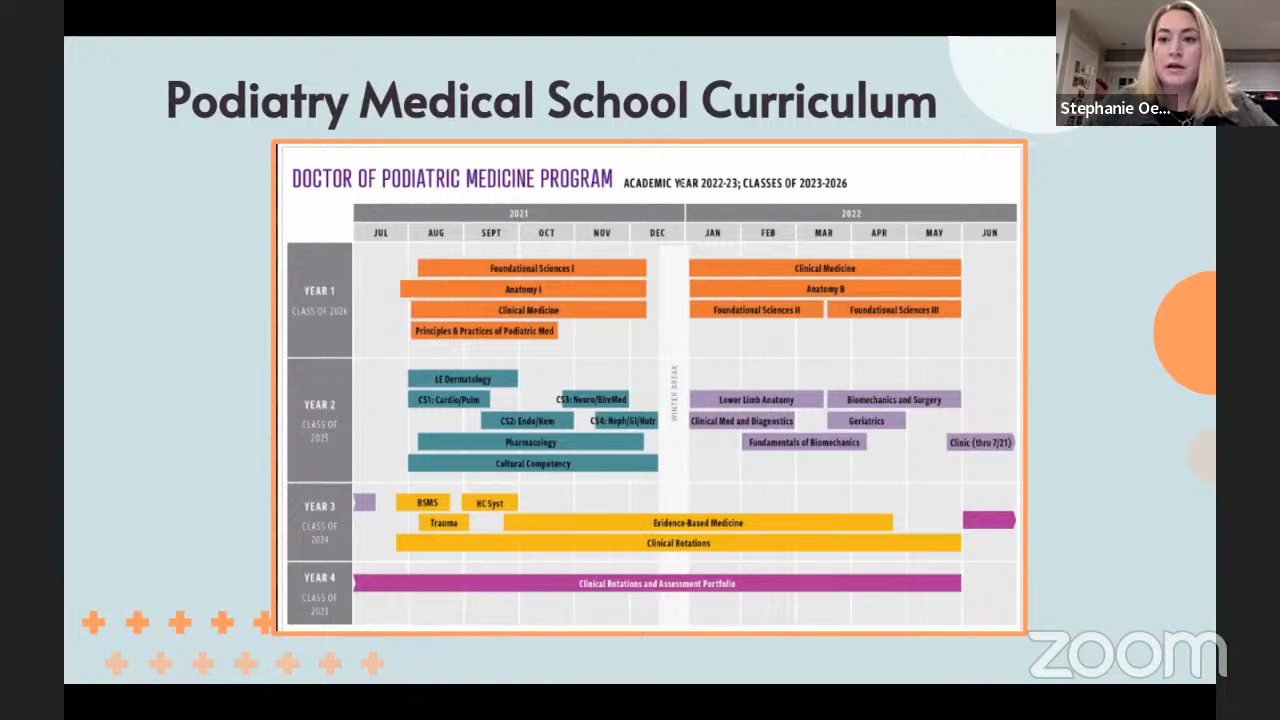 Podiatry Medical School Curriculum
Stephanie Oe...
DOCTOR OF PODIATRIC MEDICINE PROGRAM ACADEMIC YEAR 2022-23; CLASSES OF 2023-2026
2021 2022
JUL AUG SEPT OCT NOV DEC JAN FEB MAR APR MAY JUN
YEAR 1
CLASS OF 2026
Foundational Sciences I
Clinical Medicine
Anatomy I
Anatomy B
Clinical Medicine
Foundational Sciences II
Foundational Sciences III
Principles & Practices of Podiatric Med
WINTER BREAK
YEAR 2
CLASS OF
2025
LE Dermatology
CS1: Cardio/Pulm
CS3: Neuro/BhvMed
Lower Limb Anatomy
Biomechanics and Surgery
CS2: Endo/Hem
CS4: Neph/GI/Nutr
Clinical Med and Diagnostics
Geriatrics
Pharmacology
Fundamentals of Biomechanics
Clinic (thru 7/21)
Cultural Competency
YEAR 3
CLASS OF
2024
BSMS
HC Syst
Trauma
Evidence-Based Medicine
Clinical Rotations
YEAR 4
CLASS OF
2023
Clinical Rotations and Assessment Portfolio
zoom